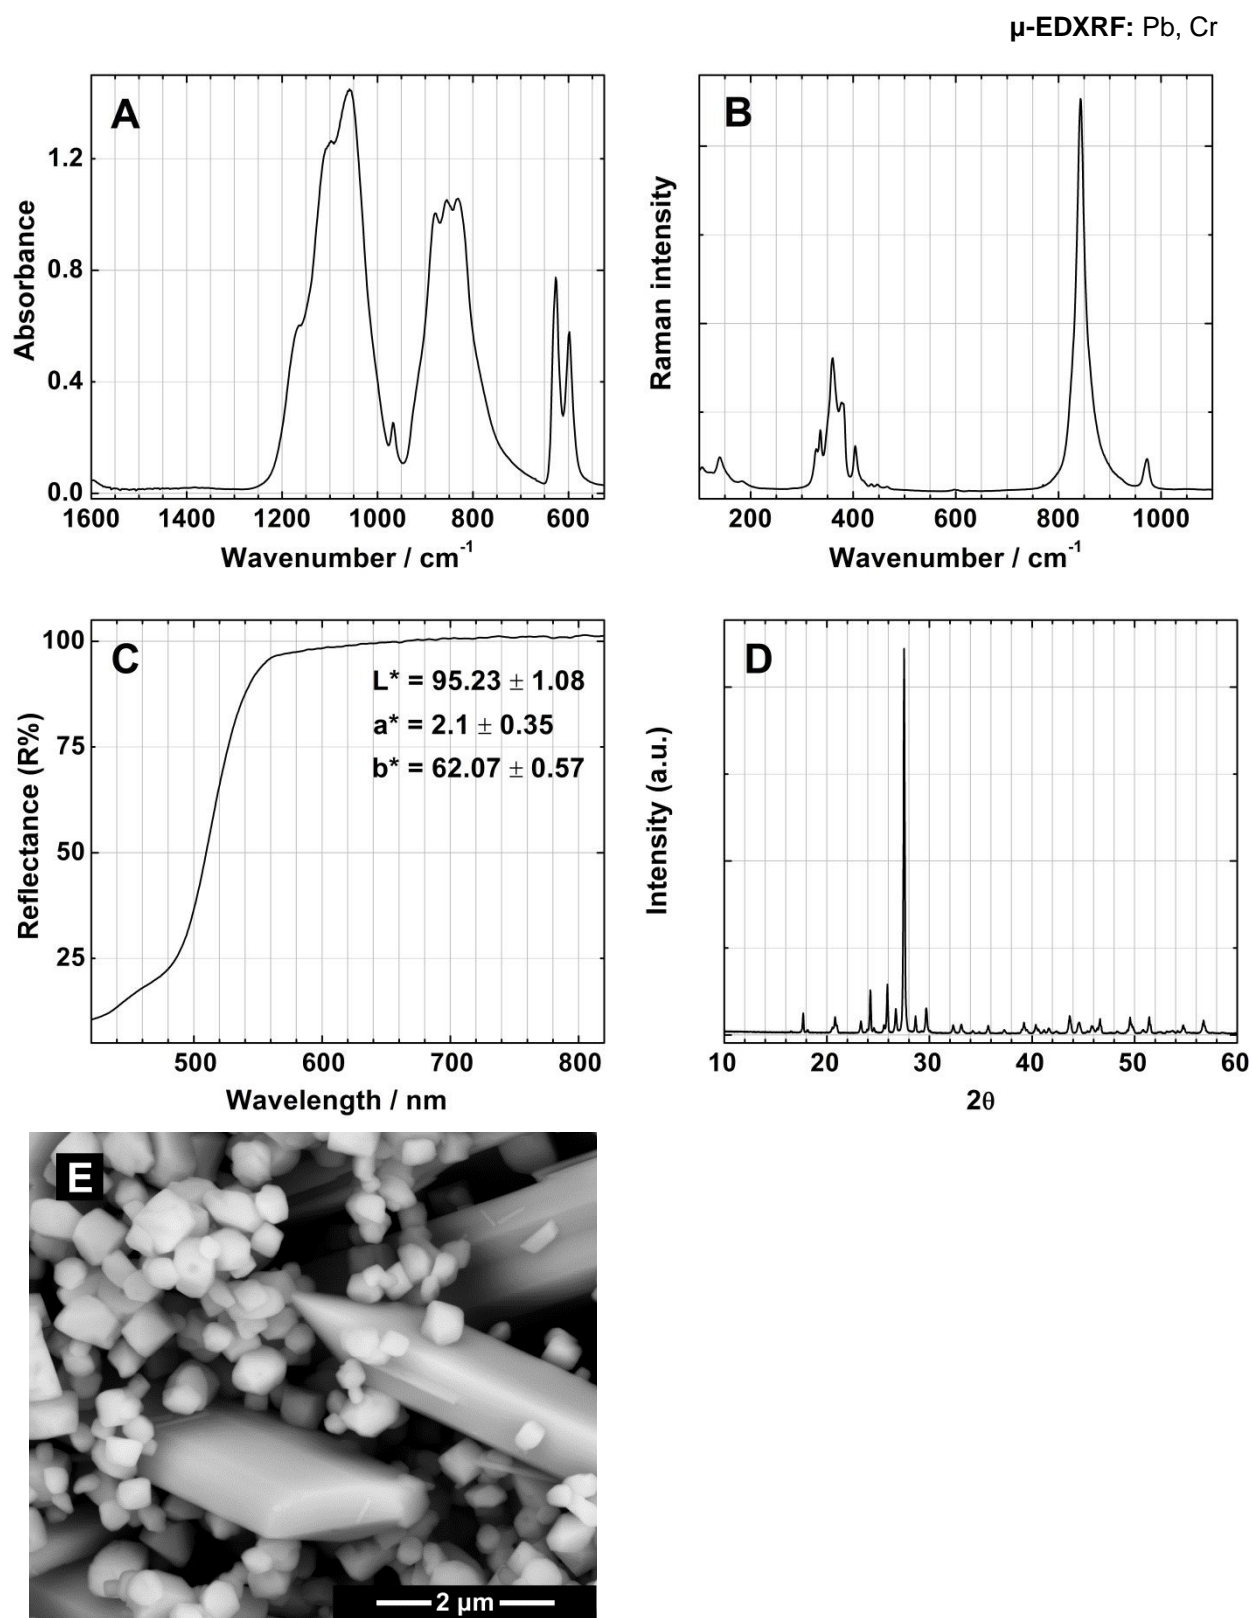 μ-EDXRF: Pb, Cr
A
Absorbance
1.2
0.8
0.4
0.0
1600 1400 1200 1000 800 600
Wavenumber / cm-1
B
Raman intensity
200 400 600 800 1000
Wavenumber / cm-1
C
Reflectance (R%)
100
75
50
25
L* = 95.23 ± 1.08
a* = 2.1 ± 0.35
b* = 62.07 ± 0.57
500 600 700 800
Wavelength / nm
D
Intensity (a.u.)
10 20 30 40 50 60
2θ
E
2 μm